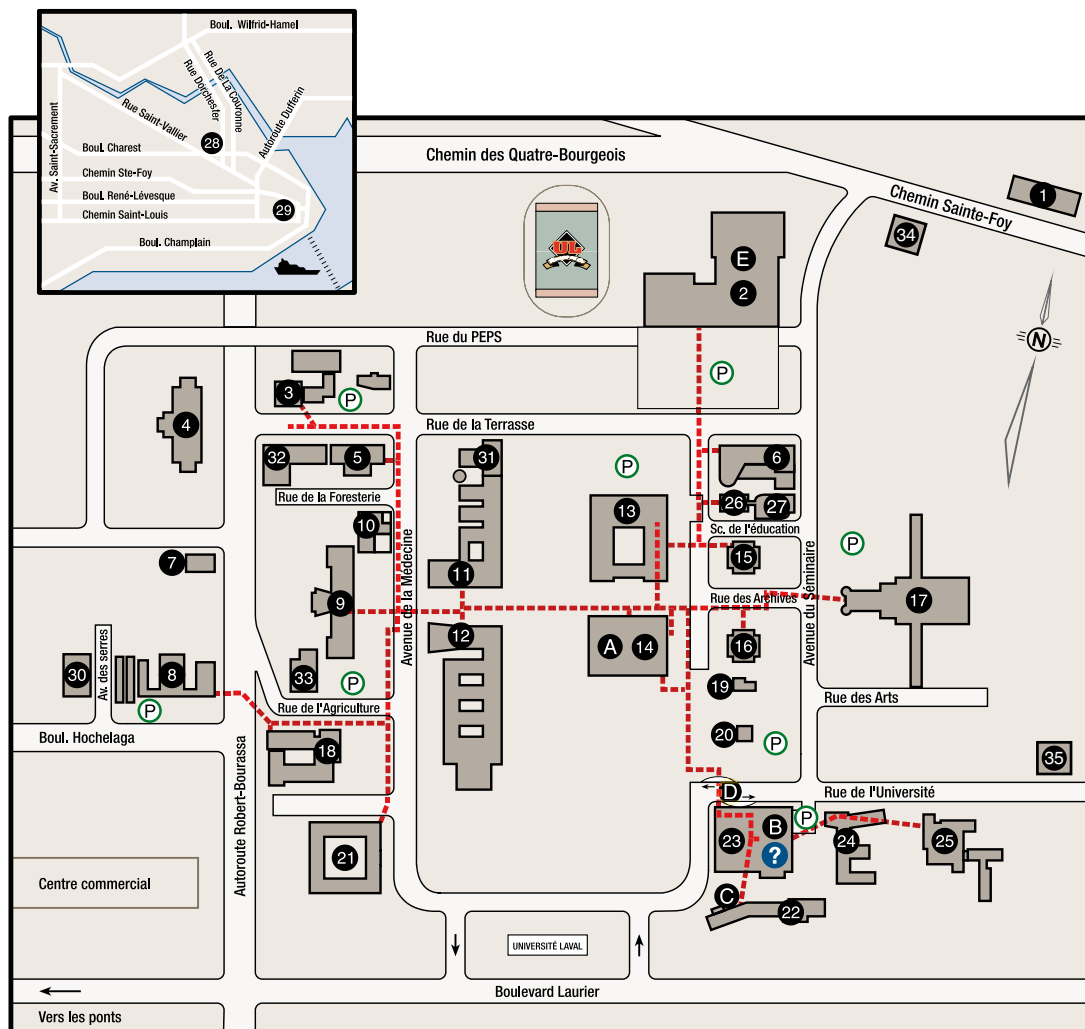 Boul. Wilfrid-Hamel
Rue De La Couronne
Rue Dorchester
Rue Saint-Vallier
Autoroute Dufferin
Av. Saint-Sacrement
28
Boul. Charest
Chemin Ste-Foy
Boul. René-Lévesque
29
Chemin Saint-Louis
Boul. Champlain
Chemin des Quatre-Bourgeois
Chemin Sainte-Foy
1
34
UL
E
2
N
Rue du PEPS
P
3
P
4
Rue de la Terrasse
32
5
31
P
6
Rue de la Foresterie
26
27
10
13
Sc. de l'éducation
P
7
15
11
Avenue de la Médecine
Avenue du Séminaire
9
Rue des Archives
17
12
A
14
16
Av. des serres
30
8
33
P
19
Rue de l'Agriculture
Rue des Arts
P
Boul. Hochelaga
20
P
18
35
D
Rue de l'Université
Autoroute Robert-Bourassa
P
B
23
24
25
?
21
Centre commercial
C
22
UNIVERSITÉ LAVAL
Boulevard Laurier
Vers les ponts